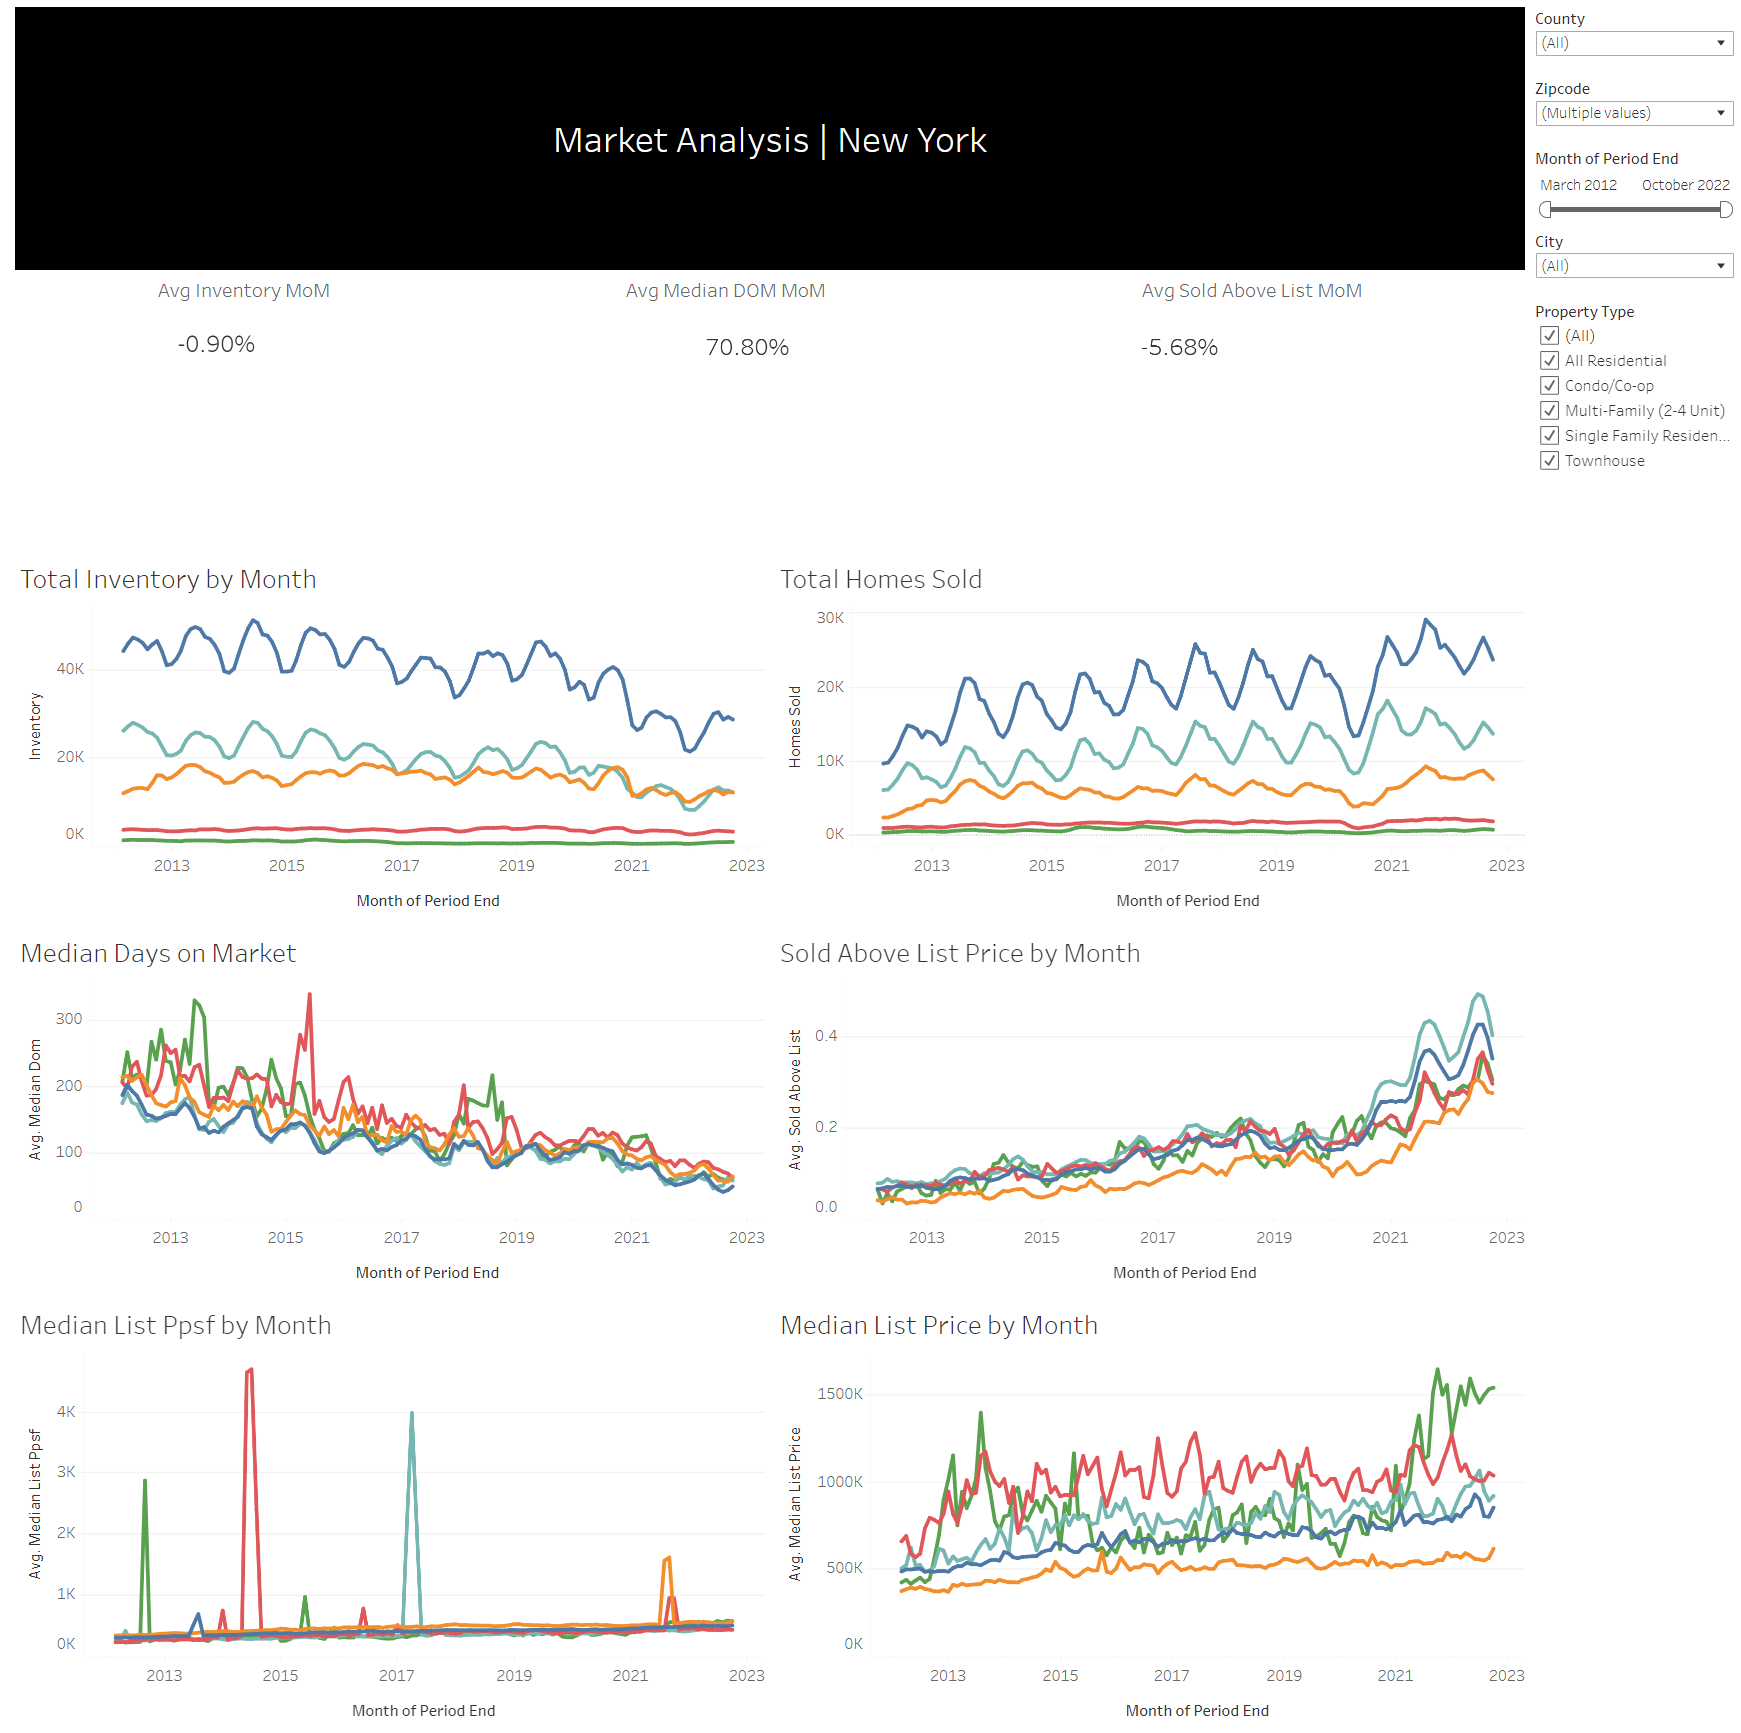 Market Analysis | New York
County
(All)
Zipcode
(Multiple values)
Month of Period End
March 2012 October 2022
City
(All)
Property Type
(All)
All Residential
Condo/Co-op
Multi-Family (2-4 Unit)
Single Family Residen...
Townhouse
Avg Inventory MoM
-0.90%
Avg Median DOM MoM
70.80%
Avg Sold Above List MoM
-5.68%
Total Inventory by Month
Inventory
40K
20K
0K
2013 2015 2017 2019 2021 2023
Month of Period End
Total Homes Sold
Homes Sold
30K
20K
10K
0K
2013 2015 2017 2019 2021 2023
Month of Period End
Median Days on Market
Avg. Median Dom
300
200
100
0
2013 2015 2017 2019 2021 2023
Month of Period End
Sold Above List Price by Month
Avg. Sold Above List
0.4
0.2
0.0
2013 2015 2017 2019 2021 2023
Month of Period End
Median List Ppsf by Month
Avg. Median List Ppsf
4K
3K
2K
1K
0K
2013 2015 2017 2019 2021 2023
Month of Period End
Median List Price by Month
Avg. Median List Price
1500K
1000K
500K
0K
2013 2015 2017 2019 2021 2023
Month of Period End